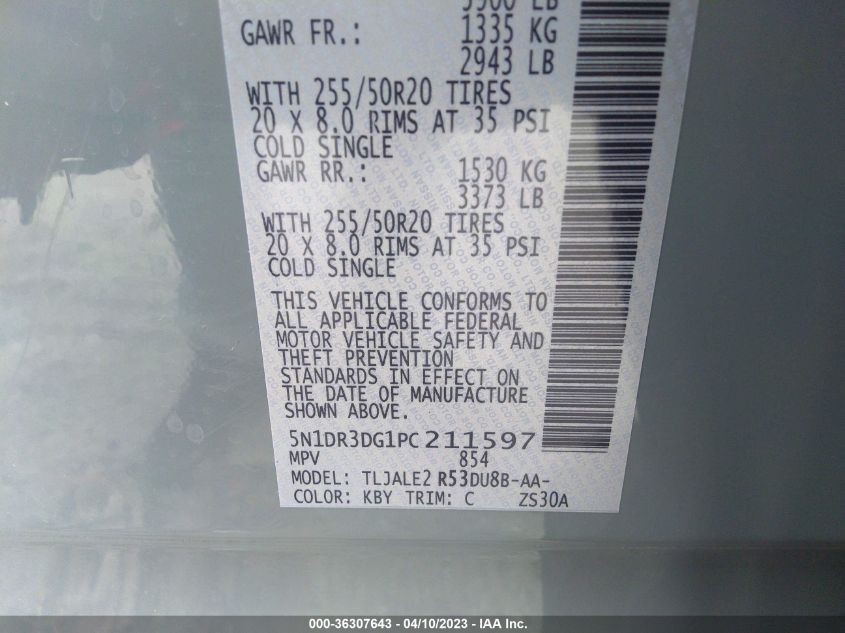 5900 LB
GAWR FR.: 1335 KG
2943 LB
WITH 255/50R20 TIRES
20 X 8.0 RIMS AT 35 PSI
COLD SINGLE
GAWR RR.: 1530 KG
3373 LB
WITH 255/50R20 TIRES
20 X 8.0 RIMS AT 35 PSI
COLD SINGLE
THIS VEHICLE CONFORMS TO
ALL APPLICABLE FEDERAL
MOTOR VEHICLE SAFETY AND
THEFT PREVENTION
STANDARDS IN EFFECT ON
THE DATE OF MANUFACTURE
SHOWN ABOVE.
5N1DR3DG1PC211597
MPV 854
MODEL: TLJALE2 R53DU8B-AA-
COLOR: KBY TRIM: C ZS30A
000-36307643 - 04/10/2023 - IAA Inc.